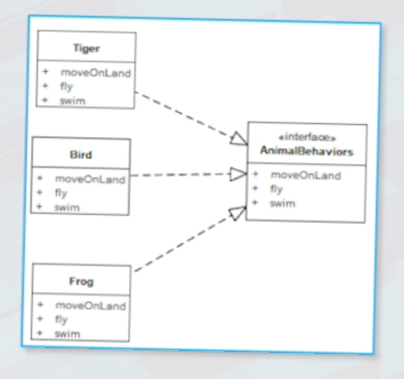 Tiger
+ moveOnLand
+ fly
+ swim
Bird
+ moveOnLand
+ fly
+ swim
Frog
+ moveOnLand
+ fly
+ swim
«interface»
AnimalBehaviors
+ moveOnLand
+ fly
+ swim